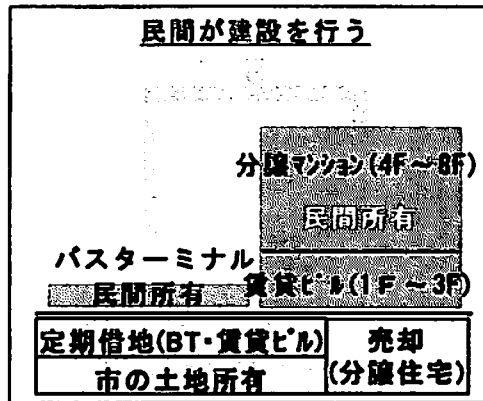 民間が建設を行う
分譲マンション(4F～8F)
民間所有
バスターミナル
賃貸ビル(1F～3F)
民間所有
定期借地(BT・賃貸ビル)
市の土地所有
売却
(分譲住宅)